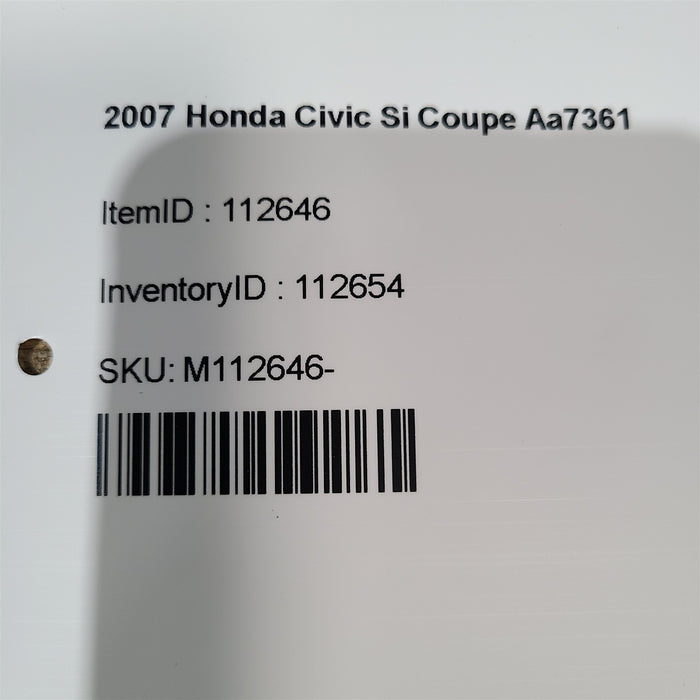 2007 Honda Civic Si Coupe Aa7361
ItemID : 112646
InventoryID : 112654
SKU: M112646-